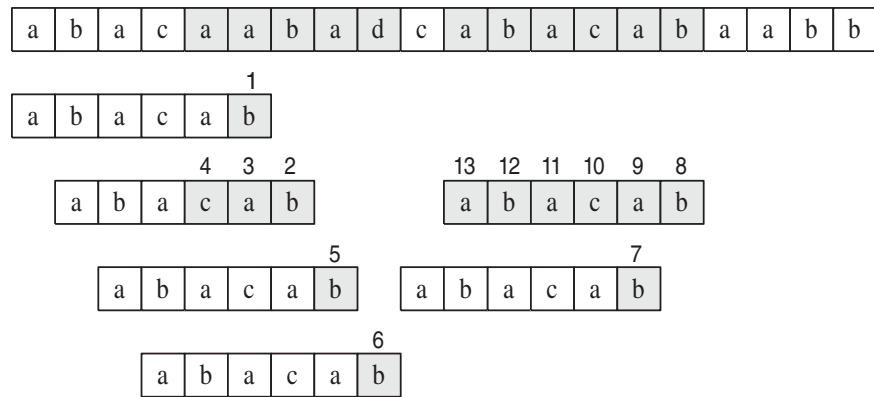 a b a c a a b a d c a b a c a b a a b b
1
a b a c a b
4 3 2 13 12 11 10 9 8
a b a c a b a b a c a b
5 7
a b a c a b a b a c a b
6
a b a c a b